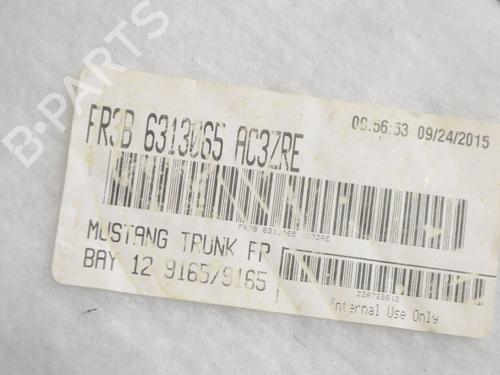 B-PARTS
FR3B 6313065 AC3ZRE 08:56:53 09/24/2015
MUSTANG TRUNK FP
BAY 12 9165/9165
Internal Use Only